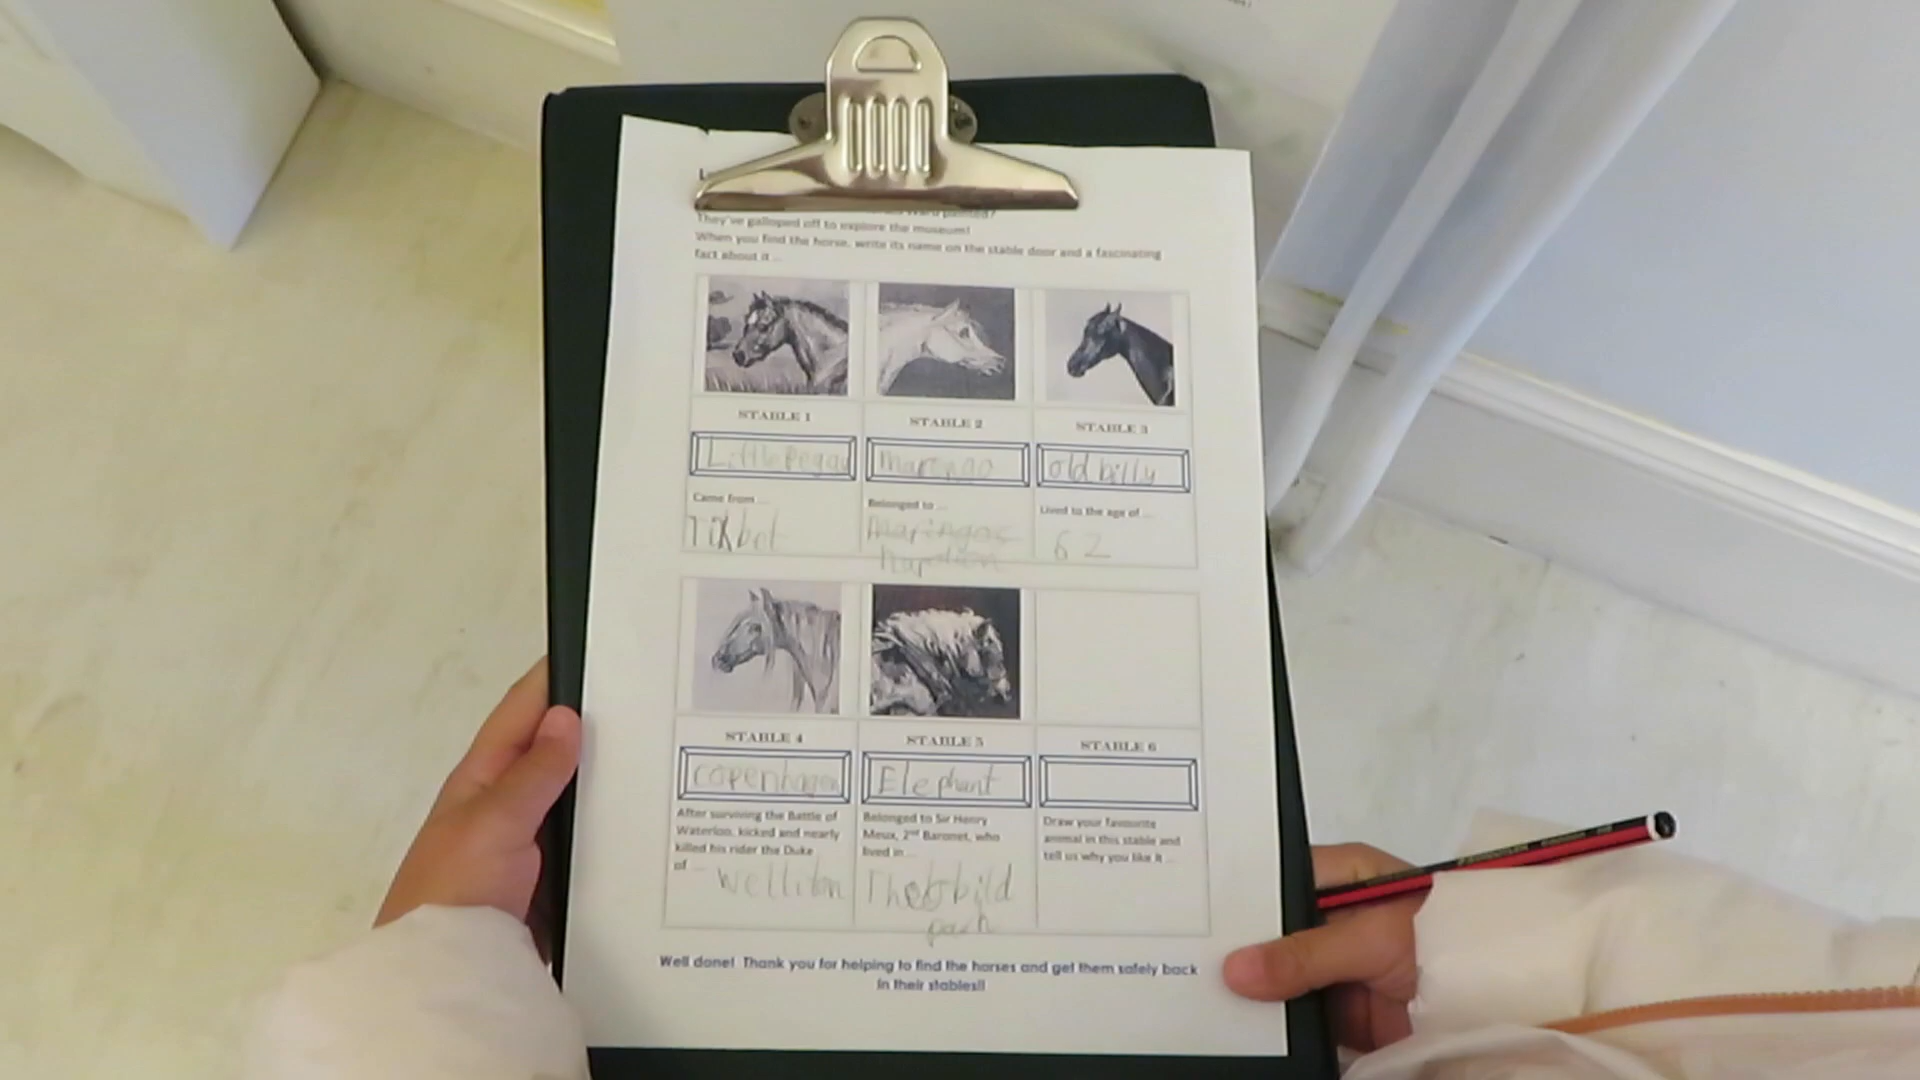 They've galloped off to explore the museum!
When you find the horse, write its name on the stable door and a fascinating
fact about it ...
STABLE 1
STABLE 2
STABLE 3
Little Pegg
Marengo
old billy
Came from ...
Belonged to ...
Lived to the age of ...
Maringos
62
STABLE 4
STABLE 5
STABLE 6
copenhagen
Elephant
After surviving the Battle of
Waterloo, kicked and nearly
killed his rider the Duke
of ...
welliton
Belonged to Sir Henry
Meux, 2nd Baronet, who
lived in ...
Draw your favourite
animal in this stable and
tell us why you like it ...
Well done! Thank you for helping to find the horses and get them safely back
in their stables!!